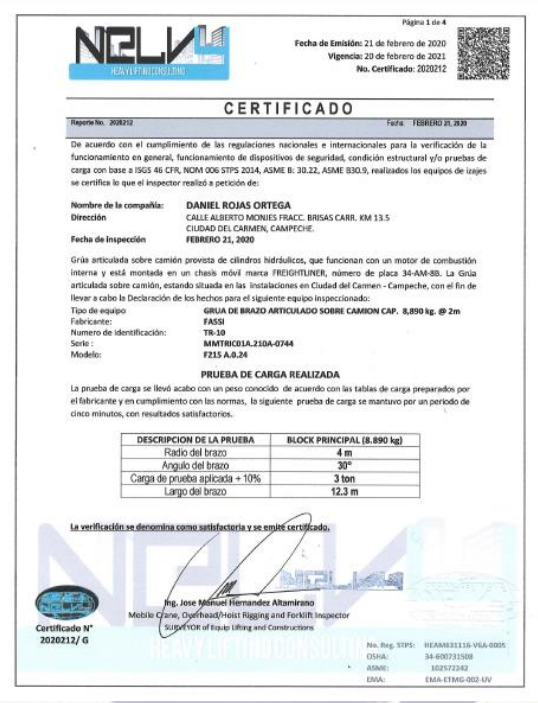 Página 1 de 4
NELV
HEAVY LIFTING CONSULTING
Fecha de Emisión: 21 de febrero de 2020
Vigencia: 20 de febrero de 2021
No. Certificado: 2020212
CERTIFICADO
Reporte No. 2020212 Fecha: FEBRERO 21, 2020
De acuerdo con el cumplimiento de las regulaciones nacionales e internacionales para la verificación de la
funcionamiento en general, funcionamiento de dispositivos de seguridad, condición estructural y/o pruebas de
carga con base a ISGS 46 CFR, NOM 006 STPS 2014, ASME B: 30.22, ASME B30.9, realizados los equipos de izajes
se certifica lo que el inspector realizó a petición de:
Nombre de la compañía: DANIEL ROJAS ORTEGA
Dirección CALLE ALBERTO MONJES FRACC. BRISAS CARR. KM 13.5
CIUDAD DEL CARMEN, CAMPECHE.
Fecha de inspección FEBRERO 21, 2020
Grúa articulada sobre camión provista de cilindros hidráulicos, que funcionan con un motor de combustión
interna y está montada en un chasis móvil marca FREIGHTLINER, número de placa 34-AM-8B. La Grúa
articulada sobre camión, estando situada en las instalaciones en Ciudad del Carmen - Campeche, con el fin de
llevar a cabo la Declaración de los hechos para el siguiente equipo inspeccionado:
Tipo de equipo GRUA DE BRAZO ARTICULADO SOBRE CAMION CAP. 8,890 kg. @ 2m
Fabricante: FASSI
Numero de identificación: TR-10
Serie : MMTRIC01A.210A-0744
Modelo: F215 A.0.24
PRUEBA DE CARGA REALIZADA
La prueba de carga se llevó acabo con un peso conocido de acuerdo con las tablas de carga preparados por
el fabricante y en cumplimiento con las normas, la siguiente prueba de carga se mantuvo por un periodo de
cinco minutos, con resultados satisfactorios.
DESCRIPCION DE LA PRUEBA BLOCK PRINCIPAL (8.890 kg)
Radio del brazo 4 m
Angulo del brazo 30°
Carga de prueba aplicada + 10% 3 ton
Largo del brazo 12.3 m
La verificación se denomina como satisfactoria y se emite certificado.
Ing. Jose Manuel Hernandez Altamirano
Mobile Crane, Overhead/Hoist Rigging and Forklift Inspector
SURVEYOR of Equip Lifting and Constructions
Certificado N°
2020212/ G
HEAVY LIFTING CONSULTING
No. Reg. STPS: HEAM831116-V6A-0005
OSHA: 34-600731508
ASME: 102572242
EMA: EMA-ETMG-002-UV